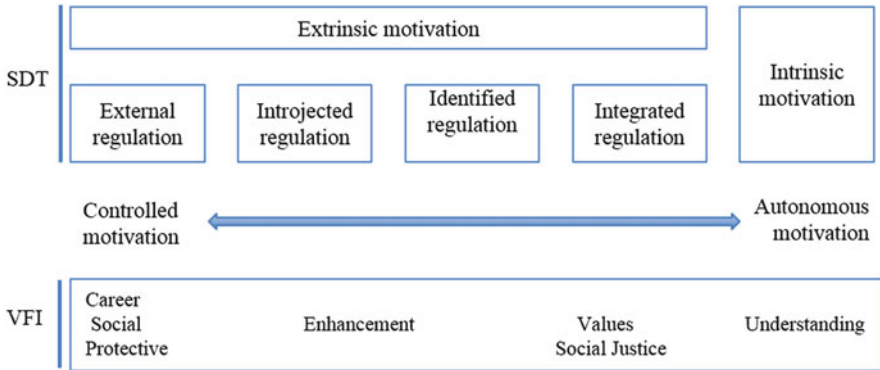 Extrinsic motivation
SDT
Intrinsic
motivation
External
regulation
Introjected
regulation
Identified
regulation
Integrated
regulation
Controlled
motivation
Autonomous
motivation
VFI
Career
Social
Protective
Enhancement
Values
Social Justice
Understanding